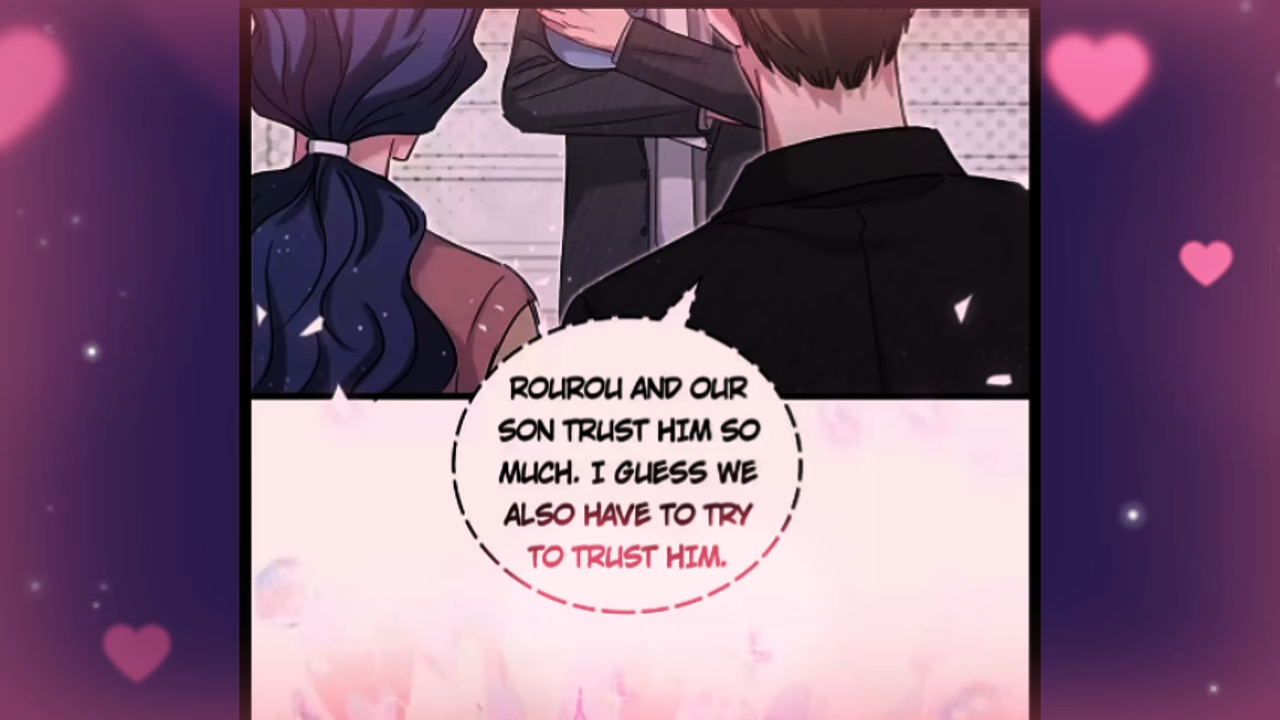 ROUROU AND OUR
SON TRUST HIM SO
MUCH. I GUESS WE
ALSO HAVE TO TRY
TO TRUST HIM.